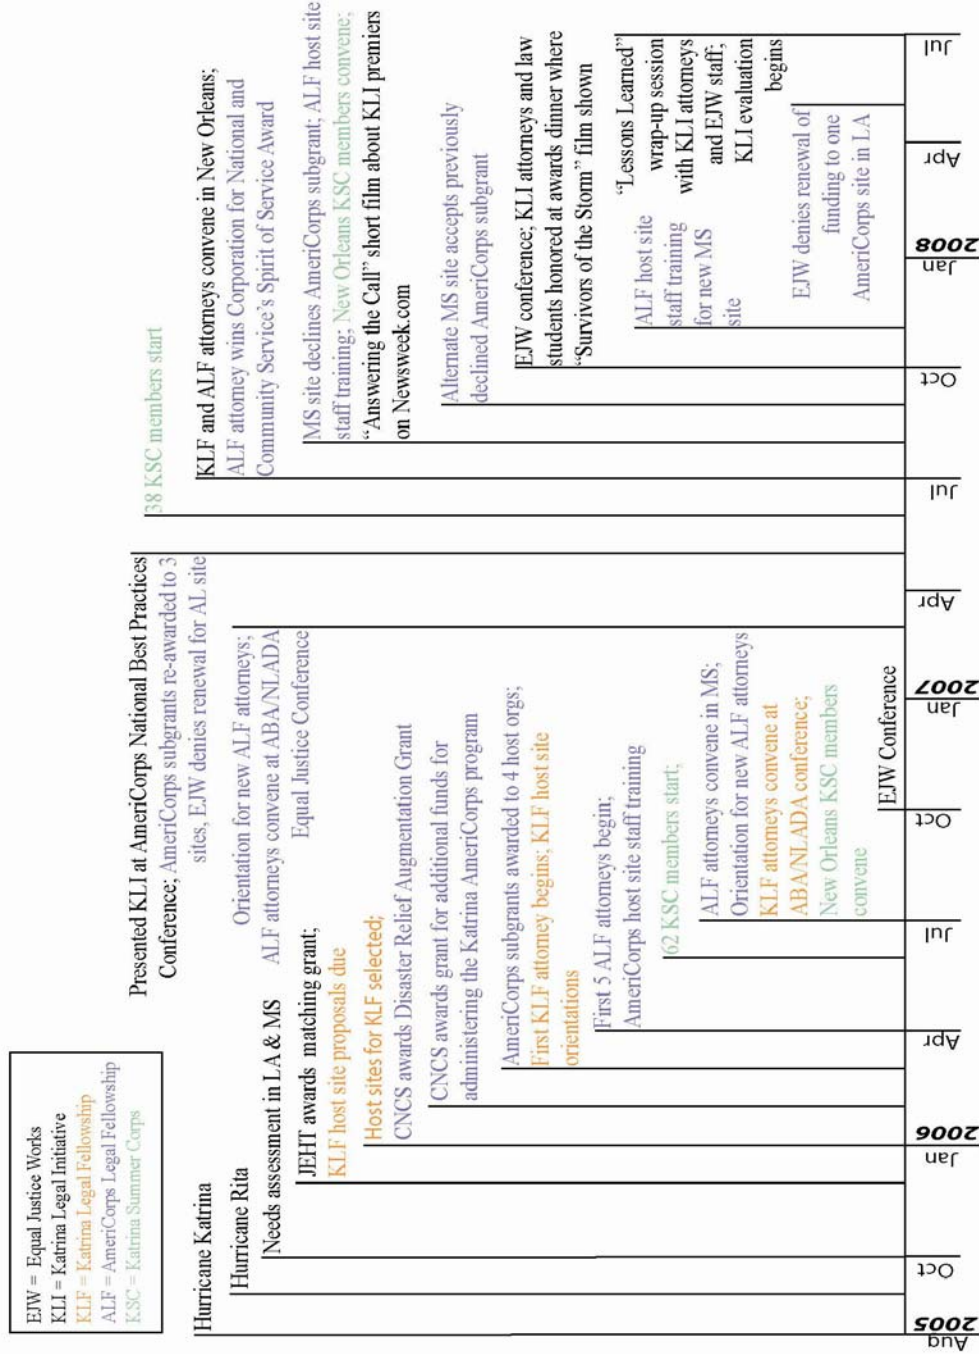 EJW = Equal Justice Works
KLI = Katrina Legal Initiative
KLF = Katrina Legal Fellowship
ALF = AmeriCorps Legal Fellowship
KSC = Katrina Summer Corps
Hurricane Katrina
Hurricane Rita
Needs assessment in LA & MS
JEHT awards matching grant;
KLF host site proposals due
Host sites for KLF selected;
CNCS awards Disaster Relief Augmentation Grant
CNCS awards grant for additional funds for
administering the Katrina AmeriCorps program
AmeriCorps subgrants awarded to 4 host orgs;
First KLF attorney begins; KLF host site
orientations
First 5 ALF attorneys begin;
AmeriCorps host site staff training
62 KSC members start;
ALF attorneys convene in MS;
Orientation for new ALF attorneys
KLF attorneys convene at
ABA/NLADA conference;
New Orleans KSC members
convene
EJW Conference
Orientation for new ALF attorneys;
ALF attorneys convene at ABA/NLADA
Equal Justice Conference
Presented KLI at AmeriCorps National Best Practices
Conference; AmeriCorps subgrants re-awarded to 3
sites, EJW denies renewal for AL site
38 KSC members start
KLF and ALF attorneys convene in New Orleans;
ALF attorney wins Corporation for National and
Community Service's Spirit of Service Award
MS site declines AmeriCorps subgrant; ALF host site
staff training; New Orleans KSC members convene;
“Answering the Call” short film about KLI premiers
on Newsweek.com
Alternate MS site accepts previously
declined AmeriCorps subgrant
EJW conference; KLI attorneys and law
students honored at awards dinner where
“Survivors of the Storm” film shown
ALF host site
staff training
for new MS
site
“Lessons Learned”
wrap-up session
with KLI attorneys
and EJW staff;
KLI evaluation
begins
EJW denies renewal of
funding to one
AmeriCorps site in LA
Aug
2005
Oct
Jan
2006
Apr
Jul
Oct
Jan
2007
Apr
Jul
Oct
Jan
2008
Apr
Jul